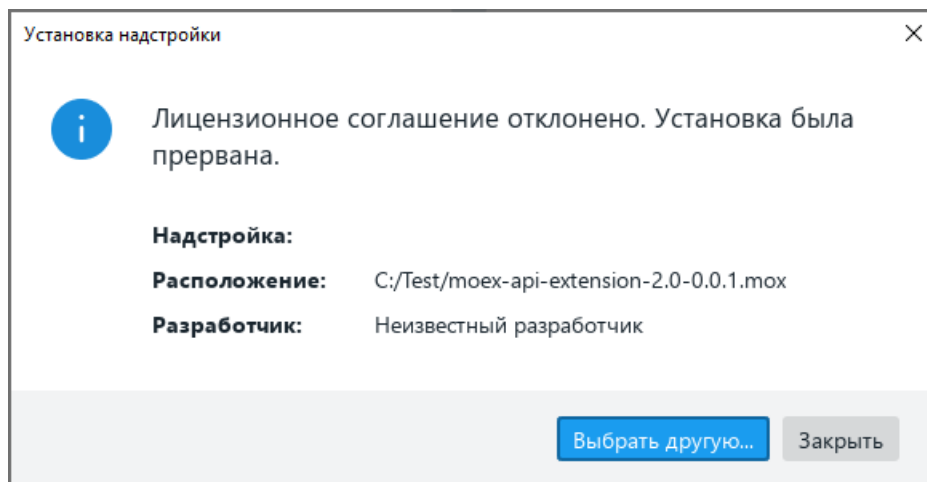 Установка надстройки
Лицензионное соглашение отклонено. Установка была
прервана.
Надстройка:
Расположение: C:/Test/moex-api-extension-2.0-0.0.1.mox
Разработчик: Неизвестный разработчик
Выбрать другую... Закрыть